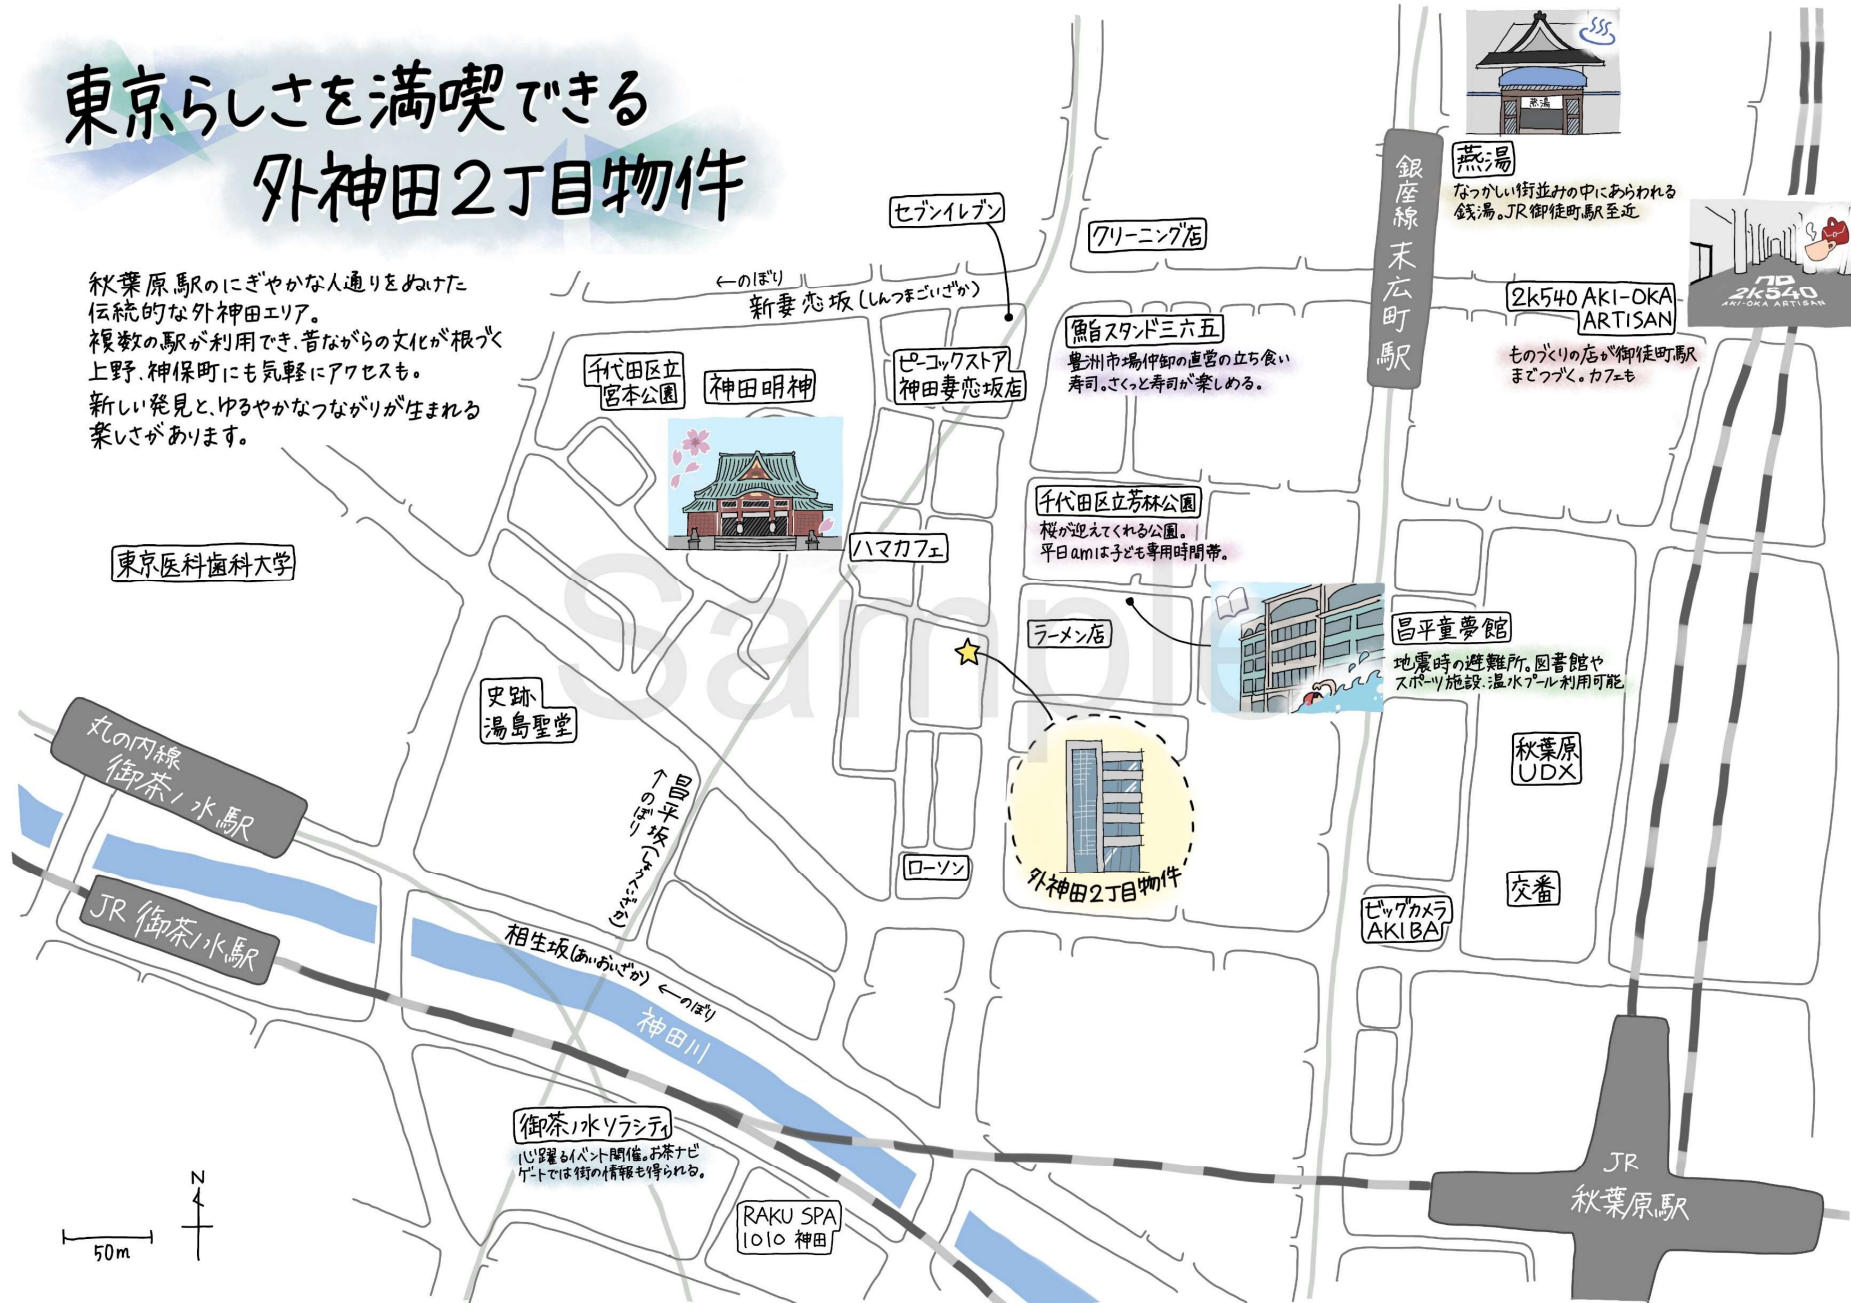 東京らしさを満喫できる
外神田2丁目物件
秋葉原駅のにぎやかな人通りをぬけた
伝統的な外神田エリア。
複数の駅が利用でき、昔ながらの文化が根づく
上野、神保町にも気軽にアクセスも。
新しい発見と、ゆるやかなつながりが生まれる
楽しさがあります。
燕湯
燕湯
なつかしい街並みの中にあらわれる
銭湯。JR御徒町駅至近
銀座線 末広町駅
セブンイレブン
クリーニング店
←のぼり
新妻恋坂(しんつまごいざか)
2K540
AKI-OKA ARTISAN
2K540 AKI-OKA
ARTISAN
ものづくりの店が御徒町駅
までつづく。カフェも
鮨スタンド三六五
豊洲市場仲卸の直営の立ち食い
寿司。さくっと寿司が楽しめる。
ピーコックストア
神田妻恋坂店
千代田区立
宮本公園
神田明神
千代田区立芳林公園
桜が迎えてくれる公園。
平日amは子ども専用時間帯。
ハマカフェ
東京医科歯科大学
ラーメン店
昌平童夢館
地震時の避難所。図書館や
スポーツ施設、温水プール利用可能
Sample
史跡
湯島聖堂
丸の内線
御茶ノ水駅
秋葉原
UDX
昌平坂(しょうへいざか)
↑のぼり
ローソン
外神田2丁目物件
交番
ビックカメラ
AKIBA
JR 御茶ノ水駅
相生坂(あいおいざか)
←のぼり
神田川
御茶ノ水ソラシティ
心躍るイベント開催。お茶ナビ
ゲートでは街の情報も得られる。
JR
秋葉原駅
RAKU SPA
1010 神田
N
50m